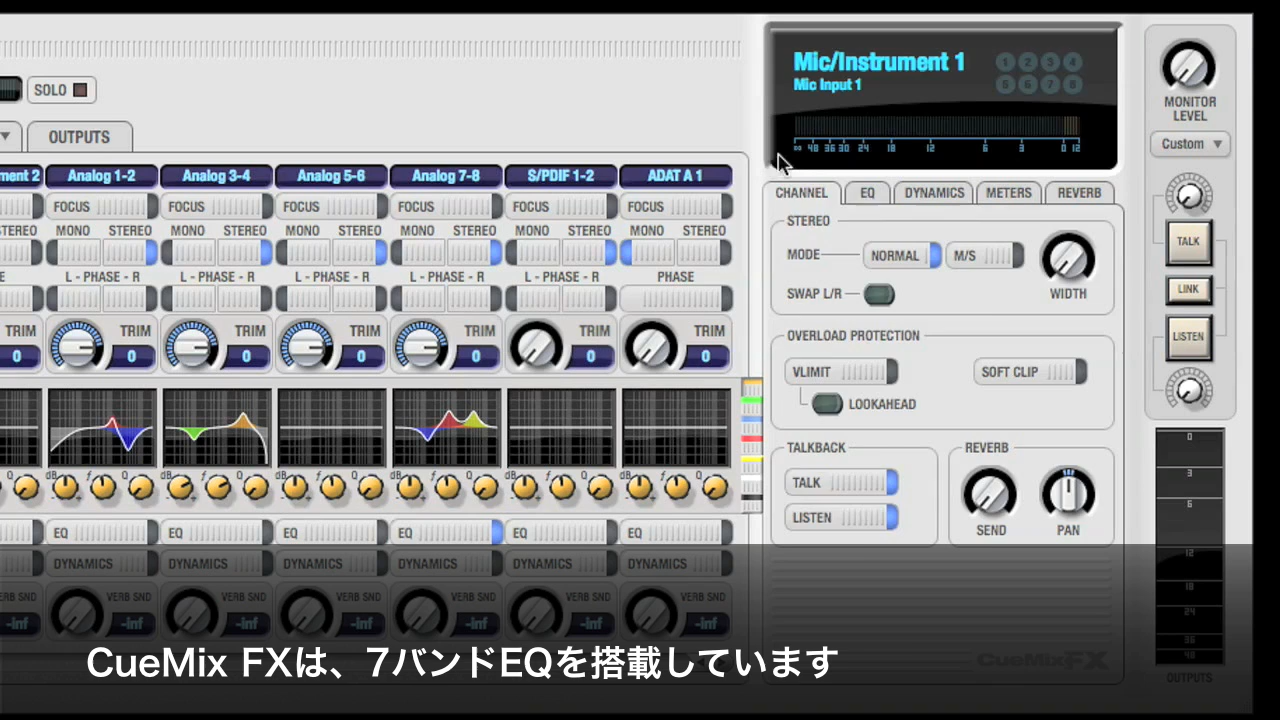 SOLO
OUTPUTS
ment 2 Analog 1-2 Analog 3-4 Analog 5-6 Analog 7-8 S/PDIF 1-2 ADAT A 1
FOCUS FOCUS FOCUS FOCUS FOCUS FOCUS
STEREO MONO STEREO MONO STEREO MONO STEREO MONO STEREO MONO STEREO MONO STEREO
E L - PHASE - R L - PHASE - R L - PHASE - R L - PHASE - R L - PHASE - R PHASE
TRIM TRIM TRIM TRIM TRIM TRIM TRIM
0 0 0 0 0 0 0
Q dB f Q dB f Q dB f Q dB f Q dB f Q dB f Q
EQ EQ EQ EQ EQ EQ
DYNAMICS DYNAMICS DYNAMICS DYNAMICS DYNAMICS DYNAMICS
ERB SND VERB SND VERB SND VERB SND VERB SND VERB SND VERB SND
-inf -inf -inf -inf -inf -inf -inf
Mic/Instrument 1
Mic Input 1
1 2 3 4
5 6 7 8
∞ 48 36 30 24 18 12 6 3 0 12
CHANNEL EQ DYNAMICS METERS REVERB
STEREO
MODE NORMAL M/S
SWAP L/R WIDTH
OVERLOAD PROTECTION
VLIMIT SOFT CLIP
LOOKAHEAD
TALKBACK REVERB
TALK
LISTEN
SEND PAN
CueMix FX
MONITOR
LEVEL
Custom
TALK
LINK
LISTEN
0
3
6
12
18
24
36
48
OUTPUTS
CueMix FXは、7バンドEQを搭載しています